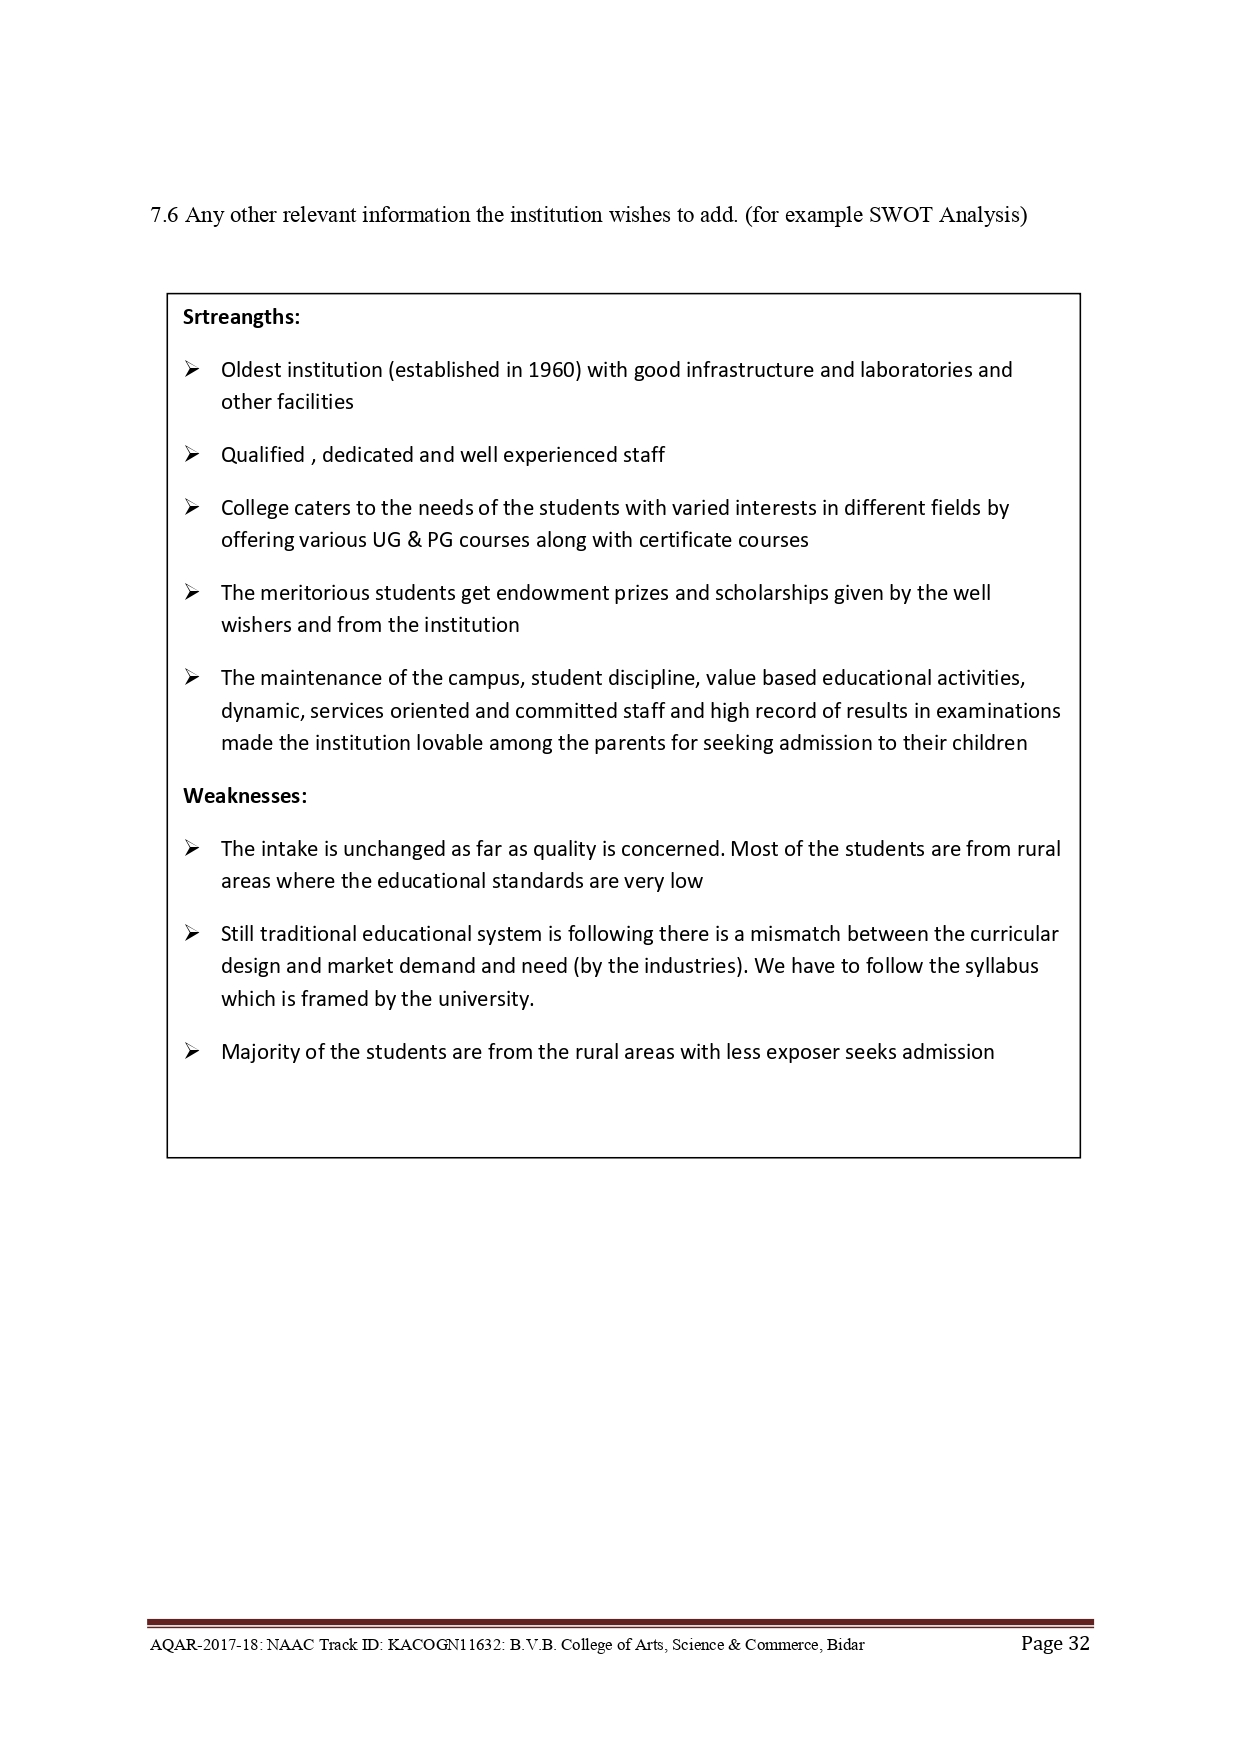 7.6 Any other relevant information the institution wishes to add. (for example SWOT Analysis)
Srtreangths:
➢ Oldest institution (established in 1960) with good infrastructure and laboratories and
other facilities
➢ Qualified , dedicated and well experienced staff
➢ College caters to the needs of the students with varied interests in different fields by
offering various UG & PG courses along with certificate courses
➢ The meritorious students get endowment prizes and scholarships given by the well
wishers and from the institution
➢ The maintenance of the campus, student discipline, value based educational activities,
dynamic, services oriented and committed staff and high record of results in examinations
made the institution lovable among the parents for seeking admission to their children
Weaknesses:
➢ The intake is unchanged as far as quality is concerned. Most of the students are from rural
areas where the educational standards are very low
➢ Still traditional educational system is following there is a mismatch between the curricular
design and market demand and need (by the industries). We have to follow the syllabus
which is framed by the university.
➢ Majority of the students are from the rural areas with less exposer seeks admission
AQAR-2017-18: NAAC Track ID: KACOGN11632: B.V.B. College of Arts, Science & Commerce, Bidar Page 32